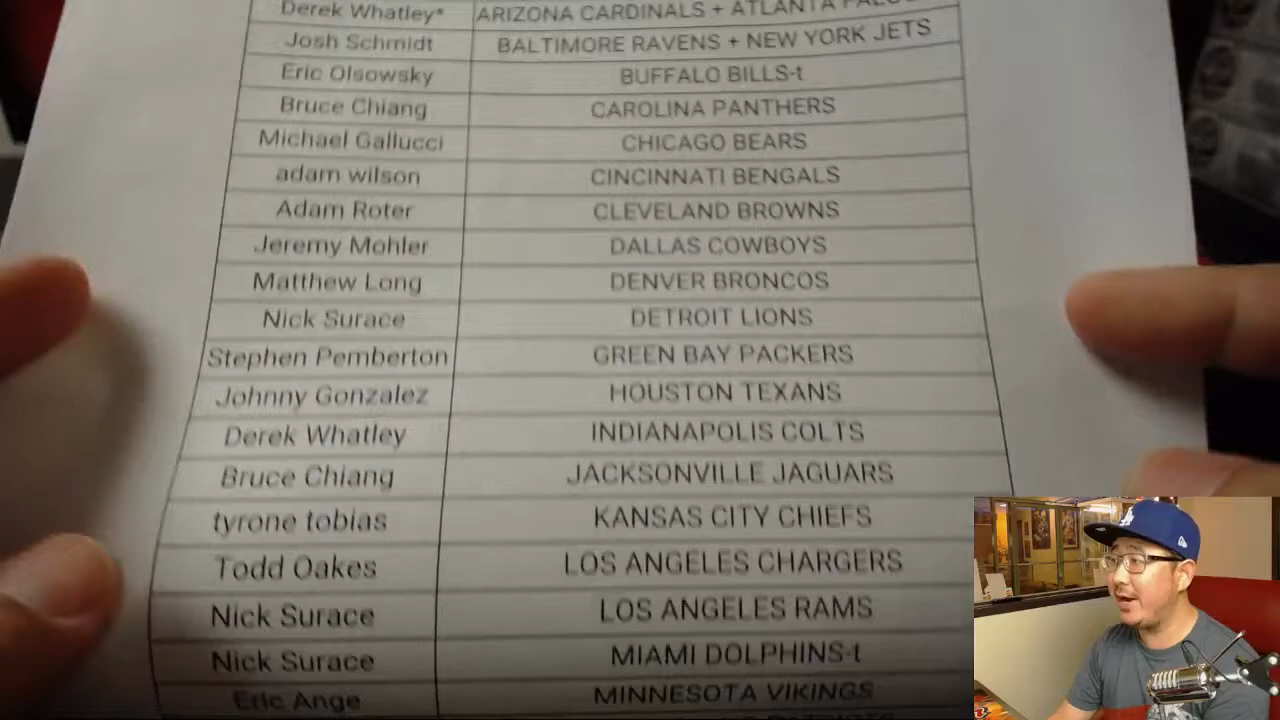 Derek Whatley* ARIZONA CARDINALS + ATLANTA
Josh Schmidt BALTIMORE RAVENS + NEW YORK JETS
Eric Olsowsky BUFFALO BILLS-t
Bruce Chiang CAROLINA PANTHERS
Michael Gallucci CHICAGO BEARS
adam wilson CINCINNATI BENGALS
Adam Roter CLEVELAND BROWNS
Jeremy Mohler DALLAS COWBOYS
Matthew Long DENVER BRONCOS
Nick Surace DETROIT LIONS
Stephen Pemberton GREEN BAY PACKERS
Johnny Gonzalez HOUSTON TEXANS
Derek Whatley INDIANAPOLIS COLTS
Bruce Chiang JACKSONVILLE JAGUARS
tyrone tobias KANSAS CITY CHIEFS
Todd Oakes LOS ANGELES CHARGERS
Nick Surace LOS ANGELES RAMS
Nick Surace MIAMI DOLPHINS-t
Eric Ange MINNESOTA VIKINGS
LA